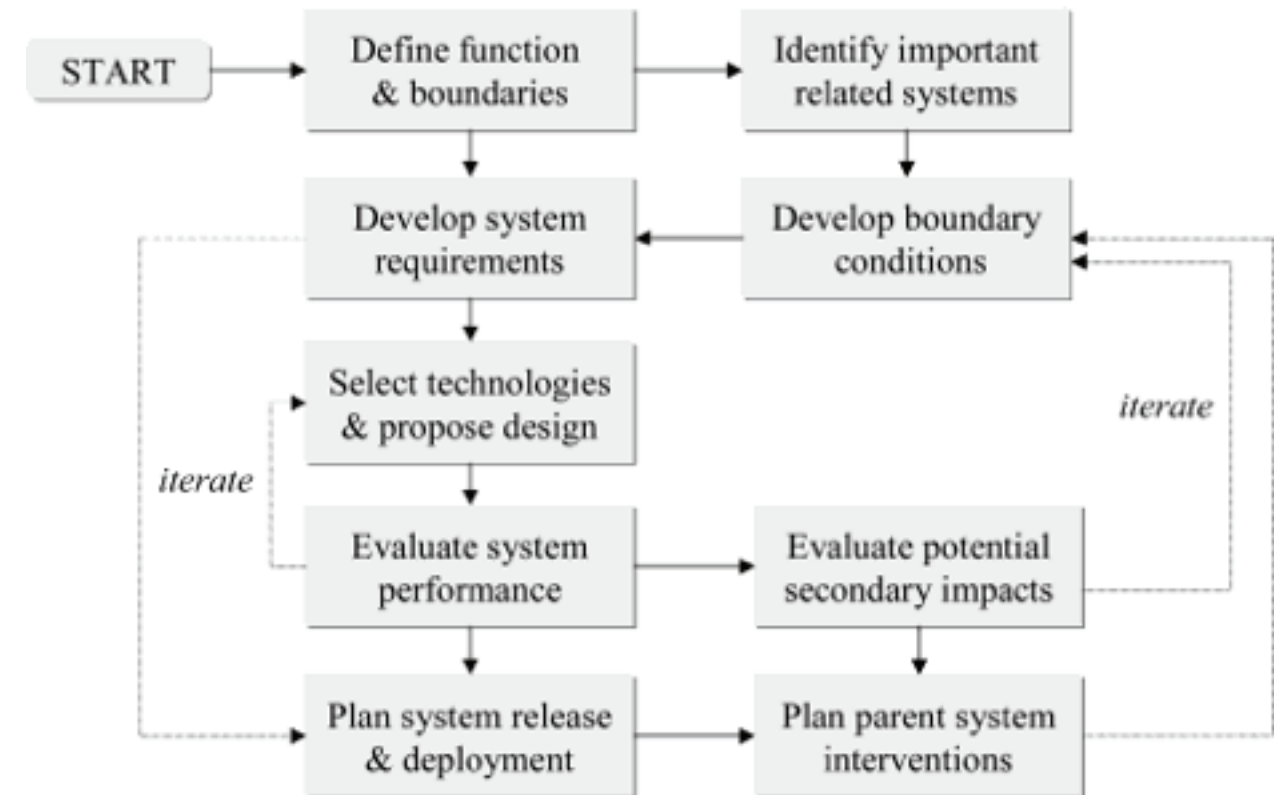 START
Define function
& boundaries
Identify important
related systems
Develop system
requirements
Develop boundary
conditions
Select technologies
& propose design
iterate
iterate
Evaluate system
performance
Evaluate potential
secondary impacts
Plan system release
& deployment
Plan parent system
interventions